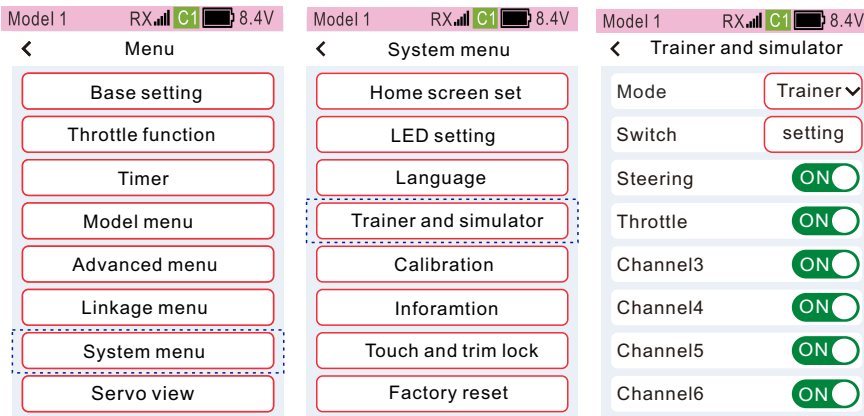 Model 1 RX C1 8.4V
Menu
Base setting
Throttle function
Timer
Model menu
Advanced menu
Linkage menu
System menu
Servo view
Model 1 RX C1 8.4V
System menu
Home screen set
LED setting
Language
Trainer and simulator
Calibration
Inforamtion
Touch and trim lock
Factory reset
Model 1 RX C1 8.4V
Trainer and simulator
Mode Trainer
Switch setting
Steering ON
Throttle ON
Channel3 ON
Channel4 ON
Channel5 ON
Channel6 ON